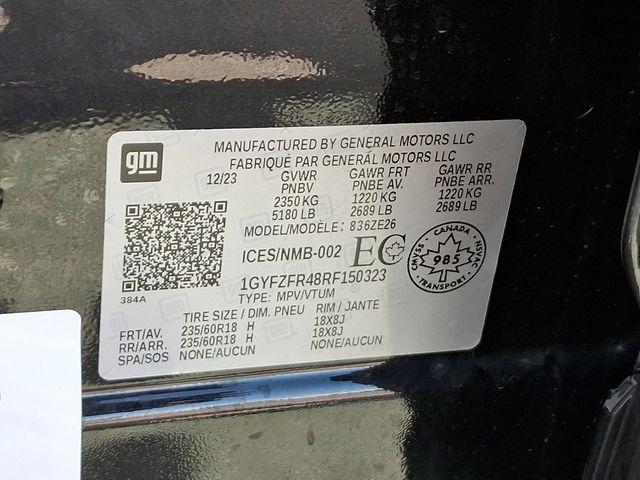 gm
MANUFACTURED BY GENERAL MOTORS LLC
FABRIQUÉ PAR GENERAL MOTORS LLC
12/23 GVWR GAWR FRT GAWR RR
PNBV PNBE AV. PNBE ARR.
2350 KG 1220 KG 1220 KG
5180 LB 2689 LB 2689 LB
MODEL/MODÈLE: 836ZE26
ICES/NMB-002 EC
CANADA
CMVSS 985 NSVAC
TRANSPORT
384A
1GYFZFR48RF150323
TYPE: MPV/VTUM
TIRE SIZE / DIM. PNEU RIM / JANTE
FRT/AV. 235/60R18 H 18X8J
RR/ARR. 235/60R18 H 18X8J
SPA/SOS NONE/AUCUN NONE/AUCUN